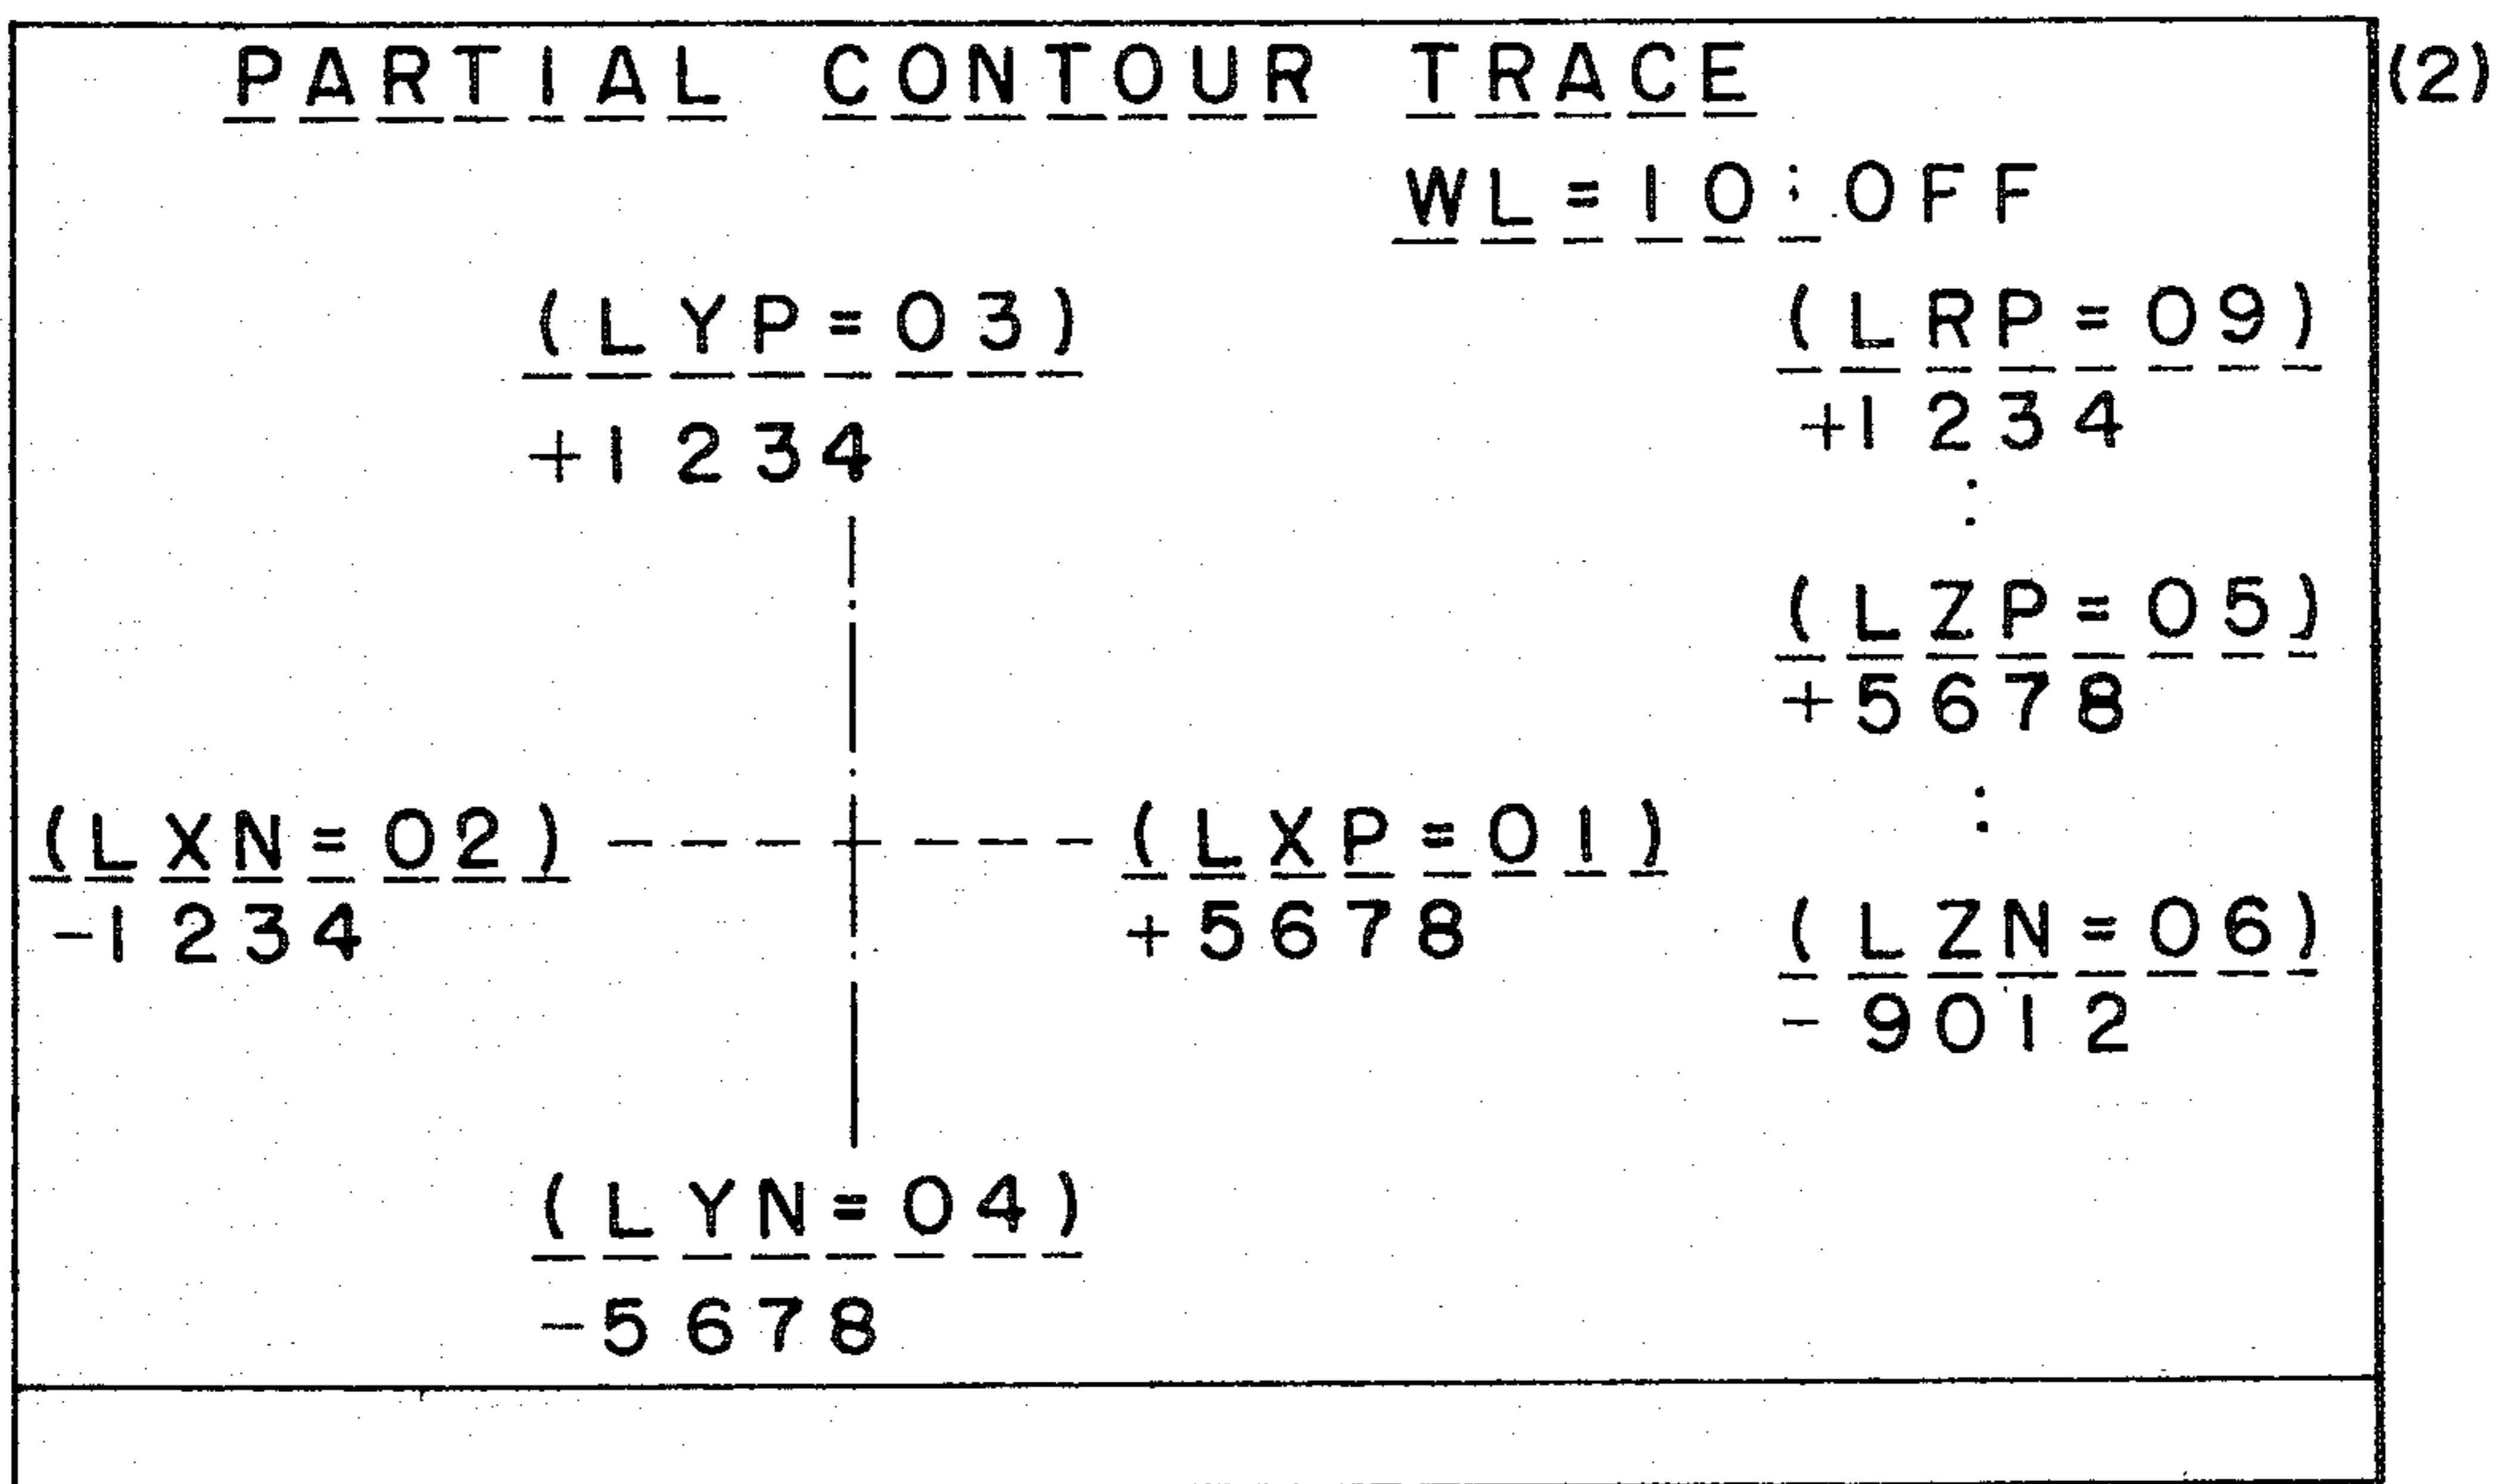 PARTIAL CONTOUR TRACE (2)
WL=10:OFF
(LYP=03) (LRP=09)
+1234 +1234
:
(LZP=05)
+5678
:
(LXN=02) ---+--- (LXP=01)
-1234 +5678 (LZN=06)
-9012
(LYN=04)
-5678